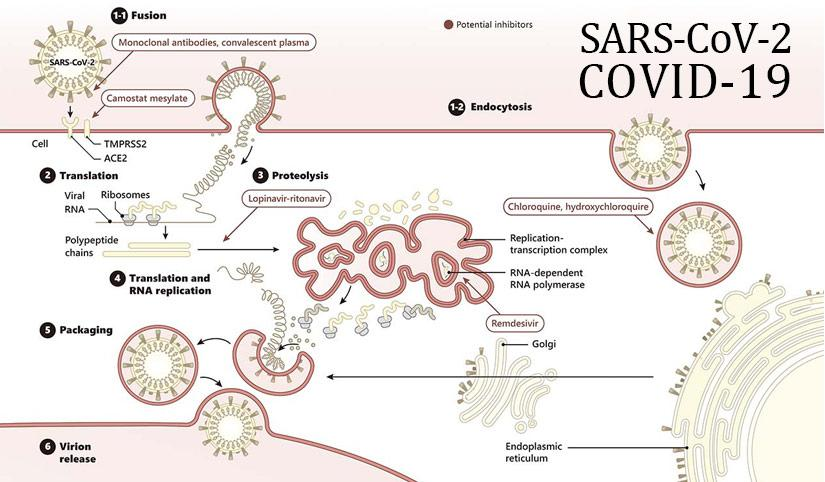 1-1 Fusion
Potential inhibitors
SARS-CoV-2
COVID-19
Monoclonal antibodies, convalescent plasma
SARS-CoV-2
Camostat mesylate
1-2 Endocytosis
Cell
TMPRSS2
ACE2
2 Translation
3 Proteolysis
Viral
RNA
Ribosomes
Lopinavir-ritonavir
Chloroquine, hydroxychloroquire
Polypeptide
chains
Replication-
transcription complex
4 Translation and
RNA replication
RNA-dependent
RNA polymerase
Remdesivir
5 Packaging
Golgi
6 Virion
release
Endoplasmic
reticulum